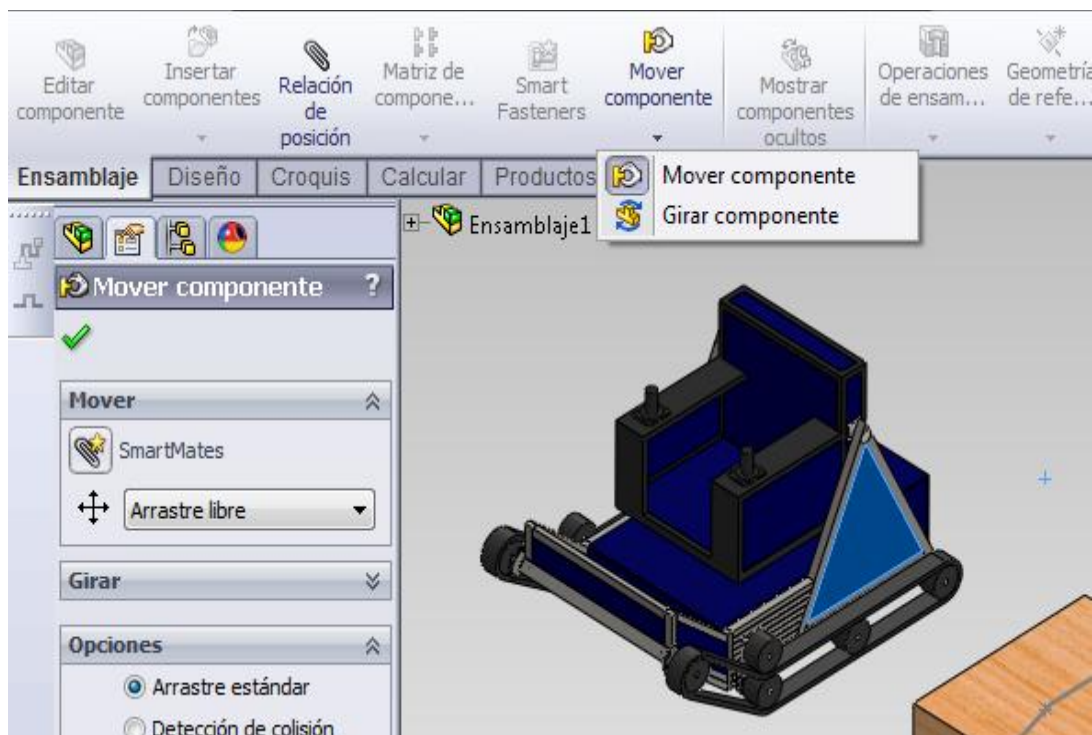 Editar
componente
Insertar
componentes
Relación
de
posición
Matriz de
compone...
Smart
Fasteners
Mover
componente
Mostrar
componentes
ocultos
Operaciones
de ensam...
Geometría
de refe...
Ensamblaje
Diseño
Croquis
Calcular
Productos
Mover componente
Girar componente
Ensamblaje1
Mover componente ?
Mover
SmartMates
Arrastre libre
Girar
Opciones
Arrastre estándar
Detección de colisión